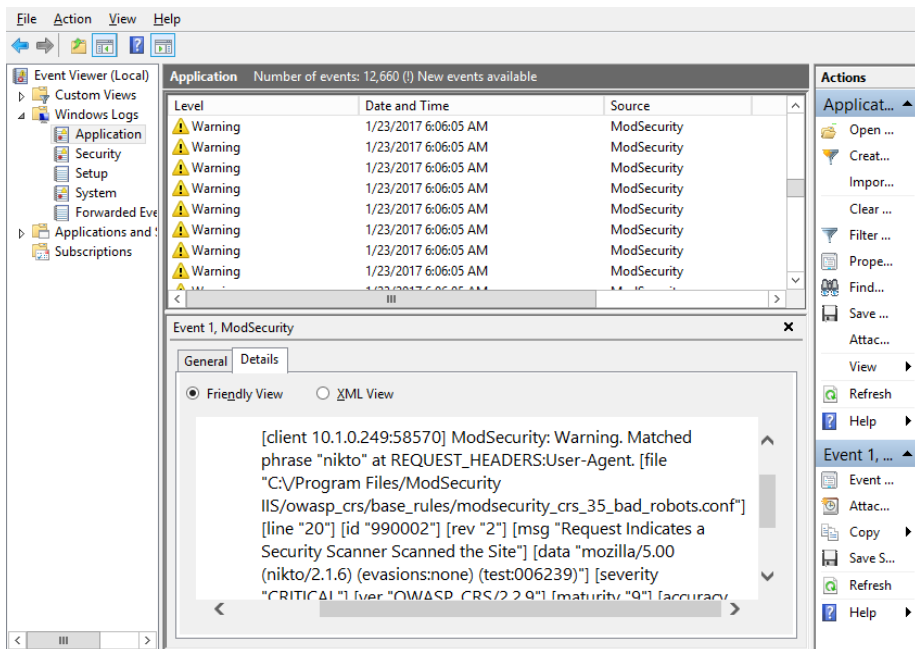 File Action View Help
Event Viewer (Local)
Custom Views
Windows Logs
Application
Security
Setup
System
Forwarded Eve
Applications and S
Subscriptions
Application Number of events: 12,660 (!) New events available
Level Date and Time Source
Warning 1/23/2017 6:06:05 AM ModSecurity
Warning 1/23/2017 6:06:05 AM ModSecurity
Warning 1/23/2017 6:06:05 AM ModSecurity
Warning 1/23/2017 6:06:05 AM ModSecurity
Warning 1/23/2017 6:06:05 AM ModSecurity
Warning 1/23/2017 6:06:05 AM ModSecurity
Warning 1/23/2017 6:06:05 AM ModSecurity
Warning 1/23/2017 6:06:05 AM ModSecurity
Event 1, ModSecurity
General Details
Friendly View XML View
[client 10.1.0.249:58570] ModSecurity: Warning. Matched
phrase "nikto" at REQUEST_HEADERS:User-Agent. [file
"C:\/Program Files/ModSecurity
IIS/owasp_crs/base_rules/modsecurity_crs_35_bad_robots.conf"]
[line "20"] [id "990002"] [rev "2"] [msg "Request Indicates a
Security Scanner Scanned the Site"] [data "mozilla/5.00
(nikto/2.1.6) (evasions:none) (test:006239)"] [severity
"CRITICAL"] [ver "OWASP_CRS/2.2.9"] [maturity "9"] [accuracy
Actions
Applicat...
Open ...
Creat...
Impor...
Clear ...
Filter ...
Prope...
Find...
Save ...
Attac...
View
Refresh
Help
Event 1, ...
Event ...
Attac...
Copy
Save S...
Refresh
Help